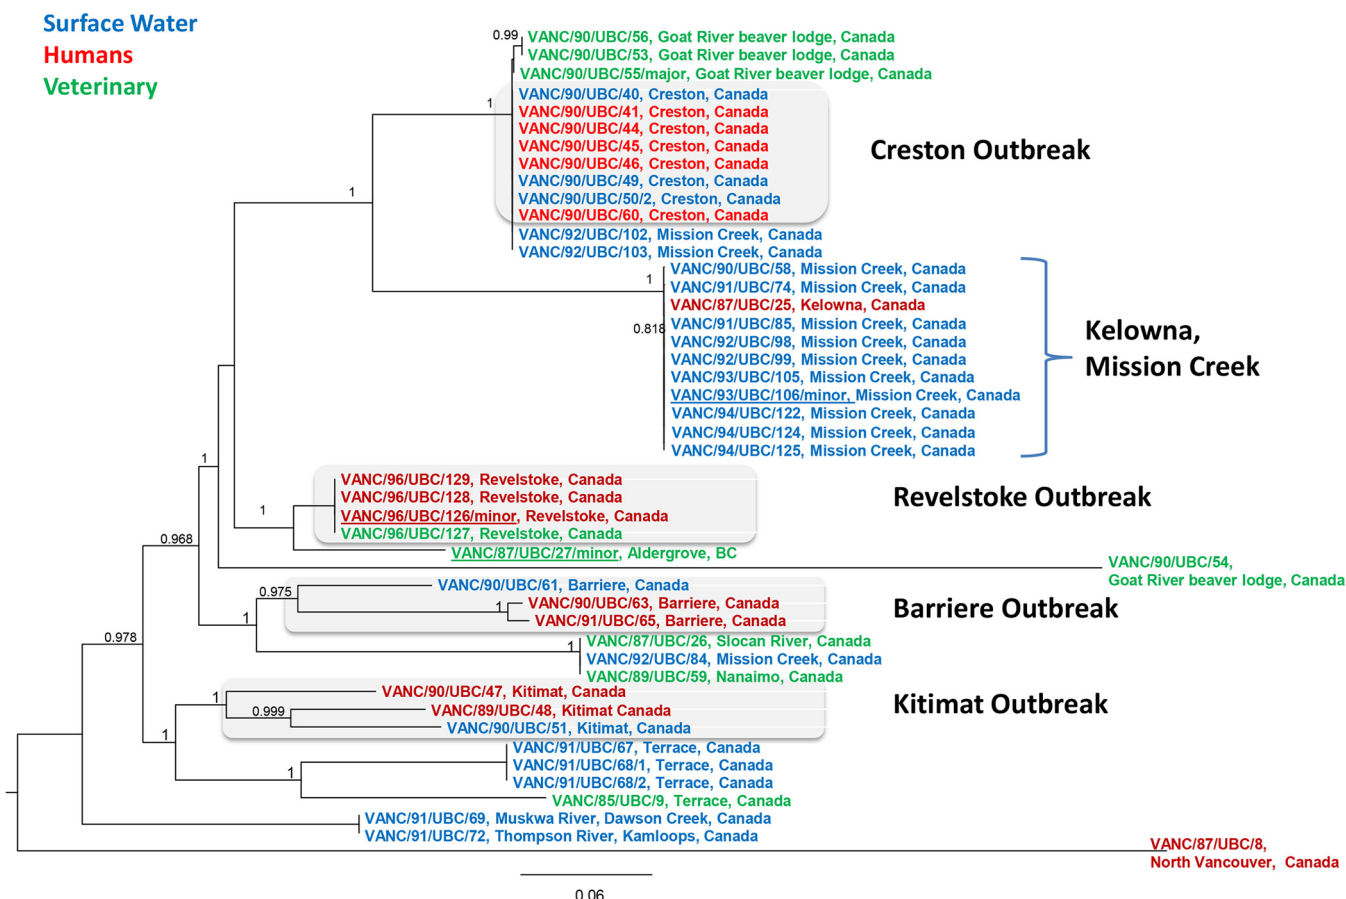 Surface Water
Humans
Veterinary
0.99
VANC/90/UBC/56, Goat River beaver lodge, Canada
VANC/90/UBC/53, Goat River beaver lodge, Canada
VANC/90/UBC/55/major, Goat River beaver lodge, Canada
1
VANC/90/UBC/40, Creston, Canada
VANC/90/UBC/41, Creston, Canada
VANC/90/UBC/44, Creston, Canada
VANC/90/UBC/45, Creston, Canada
VANC/90/UBC/46, Creston, Canada
VANC/90/UBC/49, Creston, Canada
VANC/90/UBC/50/2, Creston, Canada
VANC/90/UBC/60, Creston, Canada
Creston Outbreak
1
VANC/92/UBC/102, Mission Creek, Canada
VANC/92/UBC/103, Mission Creek, Canada
1
VANC/90/UBC/58, Mission Creek, Canada
VANC/91/UBC/74, Mission Creek, Canada
VANC/87/UBC/25, Kelowna, Canada
0.818
VANC/91/UBC/85, Mission Creek, Canada
VANC/92/UBC/98, Mission Creek, Canada
VANC/92/UBC/99, Mission Creek, Canada
VANC/93/UBC/105, Mission Creek, Canada
VANC/93/UBC/106/minor, Mission Creek, Canada
VANC/94/UBC/122, Mission Creek, Canada
VANC/94/UBC/124, Mission Creek, Canada
VANC/94/UBC/125, Mission Creek, Canada
Kelowna,
Mission Creek
1
1
VANC/96/UBC/129, Revelstoke, Canada
VANC/96/UBC/128, Revelstoke, Canada
VANC/96/UBC/126/minor, Revelstoke, Canada
VANC/96/UBC/127, Revelstoke, Canada
Revelstoke Outbreak
VANC/87/UBC/27/minor, Aldergrove, BC
0.968
VANC/90/UBC/54,
Goat River beaver lodge, Canada
0.975
VANC/90/UBC/61, Barriere, Canada
1
VANC/90/UBC/63, Barriere, Canada
VANC/91/UBC/65, Barriere, Canada
Barriere Outbreak
1
0.978
1
VANC/87/UBC/26, Slocan River, Canada
VANC/92/UBC/84, Mission Creek, Canada
VANC/89/UBC/59, Nanaimo, Canada
1
VANC/90/UBC/47, Kitimat, Canada
0.999
VANC/89/UBC/48, Kitimat Canada
VANC/90/UBC/51, Kitimat, Canada
Kitimat Outbreak
1
VANC/91/UBC/67, Terrace, Canada
1
VANC/91/UBC/68/1, Terrace, Canada
VANC/91/UBC/68/2, Terrace, Canada
VANC/85/UBC/9, Terrace, Canada
VANC/91/UBC/69, Muskwa River, Dawson Creek, Canada
VANC/91/UBC/72, Thompson River, Kamloops, Canada
VANC/87/UBC/8,
North Vancouver, Canada
0.06